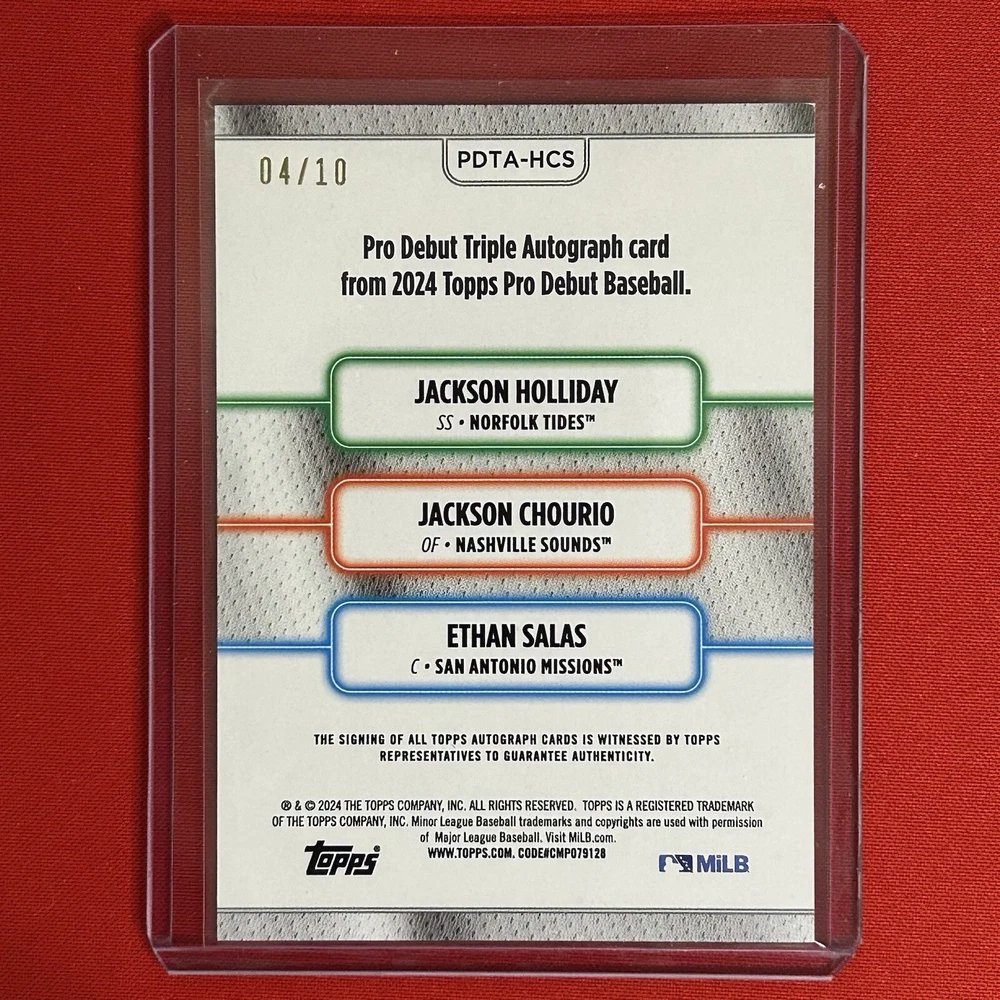 04/10
PDTA-HCS
Pro Debut Triple Autograph card
from 2024 Topps Pro Debut Baseball.
JACKSON HOLLIDAY
SS • NORFOLK TIDES™
JACKSON CHOURIO
OF • NASHVILLE SOUNDS™
ETHAN SALAS
C • SAN ANTONIO MISSIONS™
THE SIGNING OF ALL TOPPS AUTOGRAPH CARDS IS WITNESSED BY TOPPS
REPRESENTATIVES TO GUARANTEE AUTHENTICITY.
® & © 2024 THE TOPPS COMPANY, INC. ALL RIGHTS RESERVED. TOPPS IS A REGISTERED TRADEMARK
OF THE TOPPS COMPANY, INC. Minor League Baseball trademarks and copyrights are used with permission
of Major League Baseball. Visit MiLB.com.
WWW.TOPPS.COM. CODE#CMP079128
topps®
MiLB